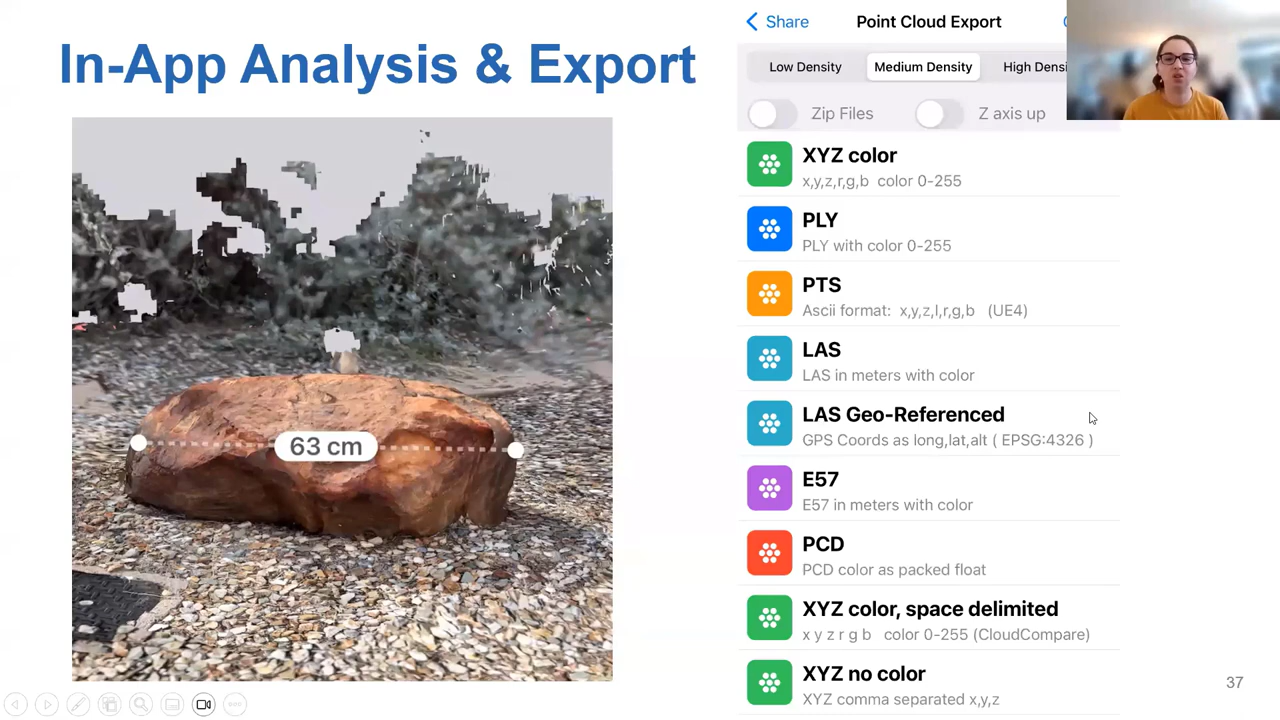 In-App Analysis & Export
63 cm
Share
Point Cloud Export
Low Density
Medium Density
High Densi
Zip Files
Z axis up
XYZ color
x,y,z,r,g,b color 0-255
PLY
PLY with color 0-255
PTS
Ascii format: x,y,z,I,r,g,b (UE4)
LAS
LAS in meters with color
LAS Geo-Referenced
GPS Coords as long,lat,alt ( EPSG:4326 )
E57
E57 in meters with color
PCD
PCD color as packed float
XYZ color, space delimited
x y z r g b color 0-255 (CloudCompare)
XYZ no color
XYZ comma separated x,y,z
37